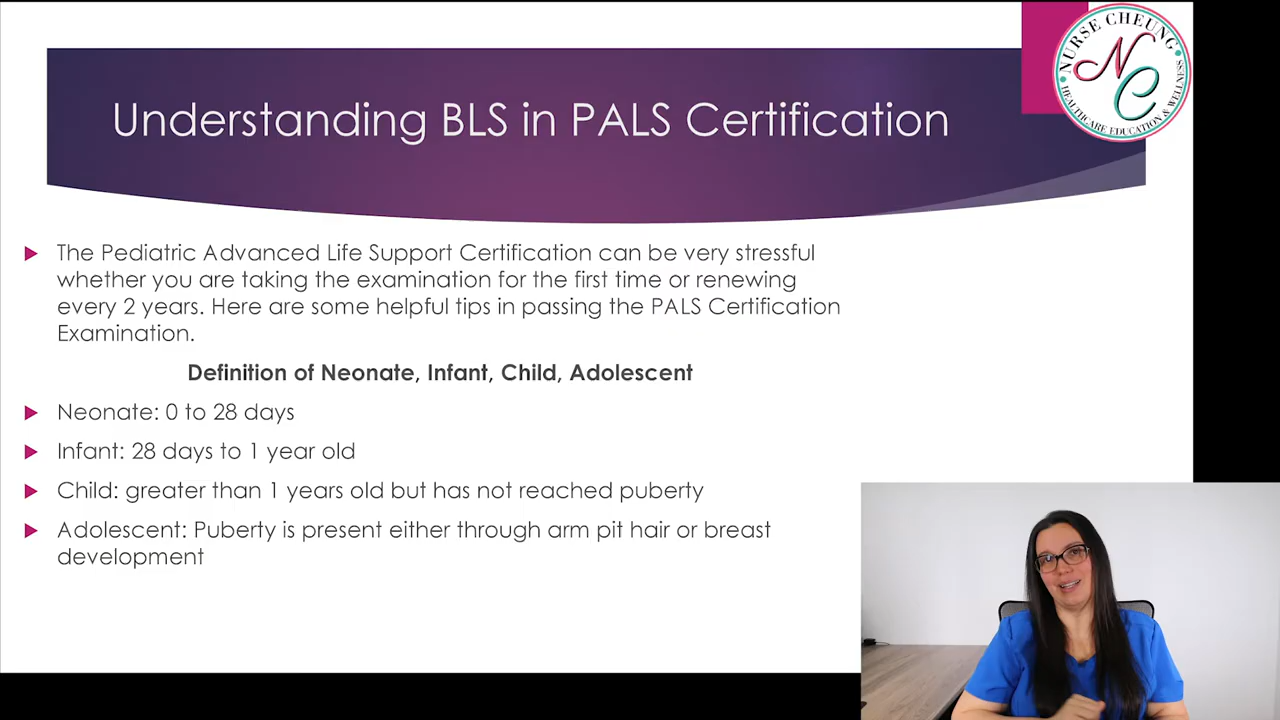 NURSE CHEUNG
NC
HEALTHCARE EDUCATION & WELLNESS
Understanding BLS in PALS Certification
The Pediatric Advanced Life Support Certification can be very stressful
whether you are taking the examination for the first time or renewing
every 2 years. Here are some helpful tips in passing the PALS Certification
Examination.
Definition of Neonate, Infant, Child, Adolescent
Neonate: 0 to 28 days
Infant: 28 days to 1 year old
Child: greater than 1 years old but has not reached puberty
Adolescent: Puberty is present either through arm pit hair or breast
development